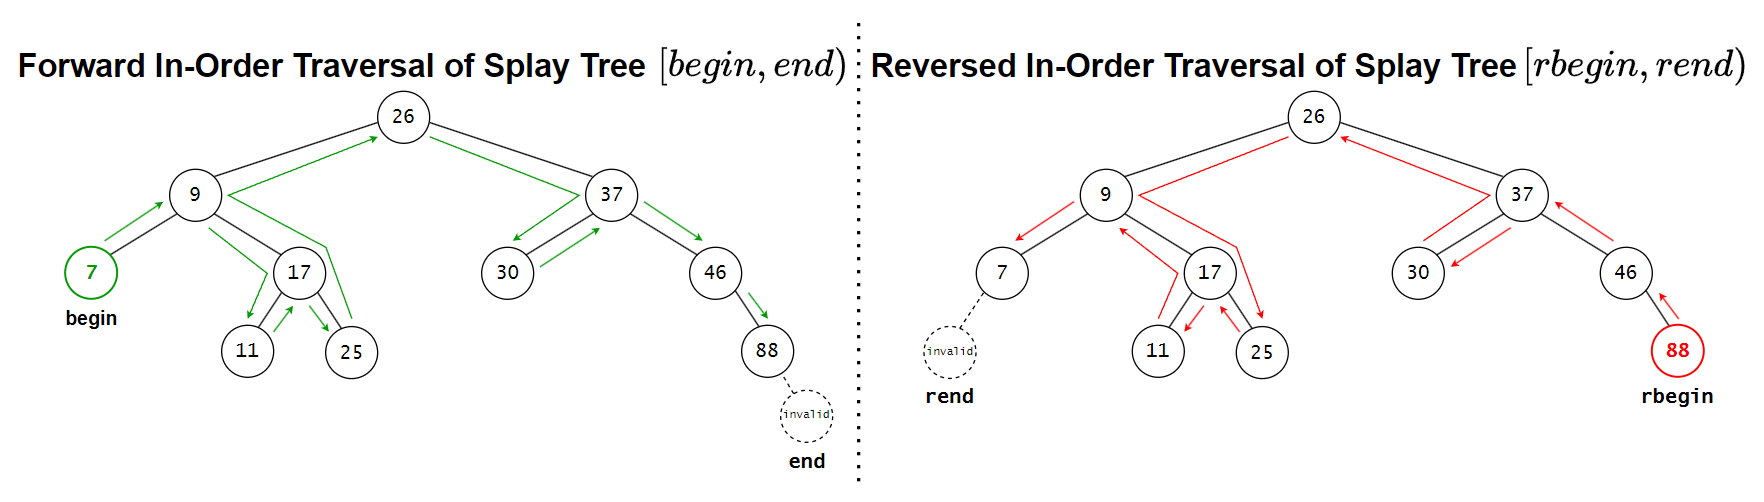 Forward In-Order Traversal of Splay Tree [begin, end)
26
9
37
7
17
30
46
begin
11
25
88
invalid
end
Reversed In-Order Traversal of Splay Tree [rbegin, rend)
26
9
37
7
17
30
46
invalid
11
25
88
rend
rbegin